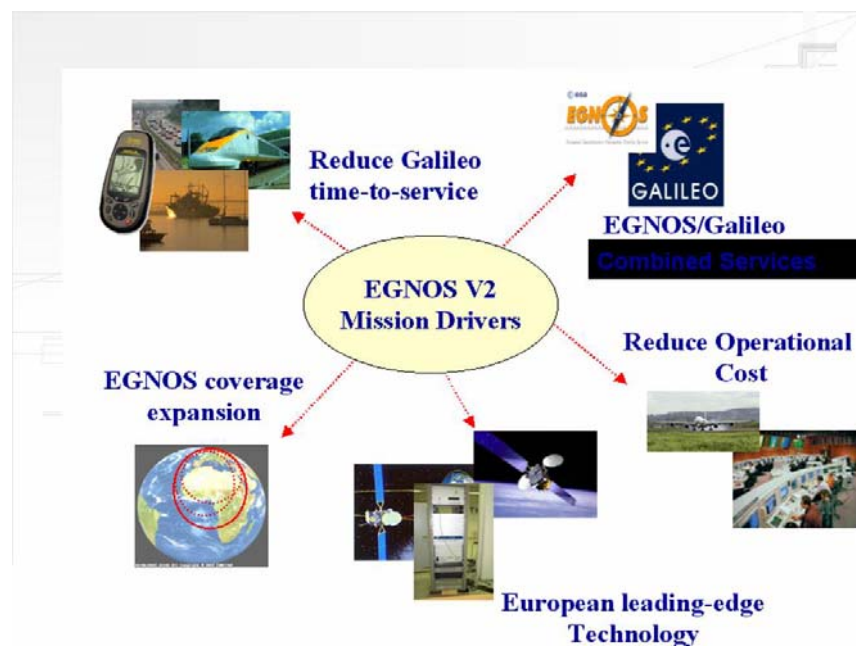 © esa
EGNOS
GALILEO
Reduce Galileo
time-to-service
EGNOS/Galileo
Combined Services
EGNOS V2
Mission Drivers
Reduce Operational
Cost
EGNOS coverage
expansion
European leading-edge
Technology